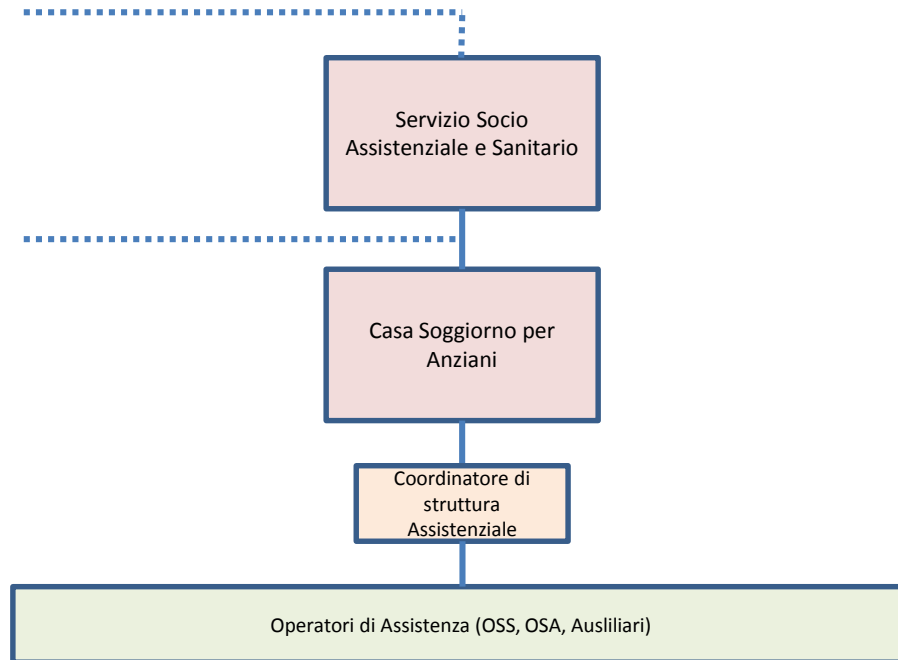 Servizio Socio
Assistenziale e Sanitario
Casa Soggiorno per
Anziani
Coordinatore di
struttura
Assistenziale
Operatori di Assistenza (OSS, OSA, Ausliliari)